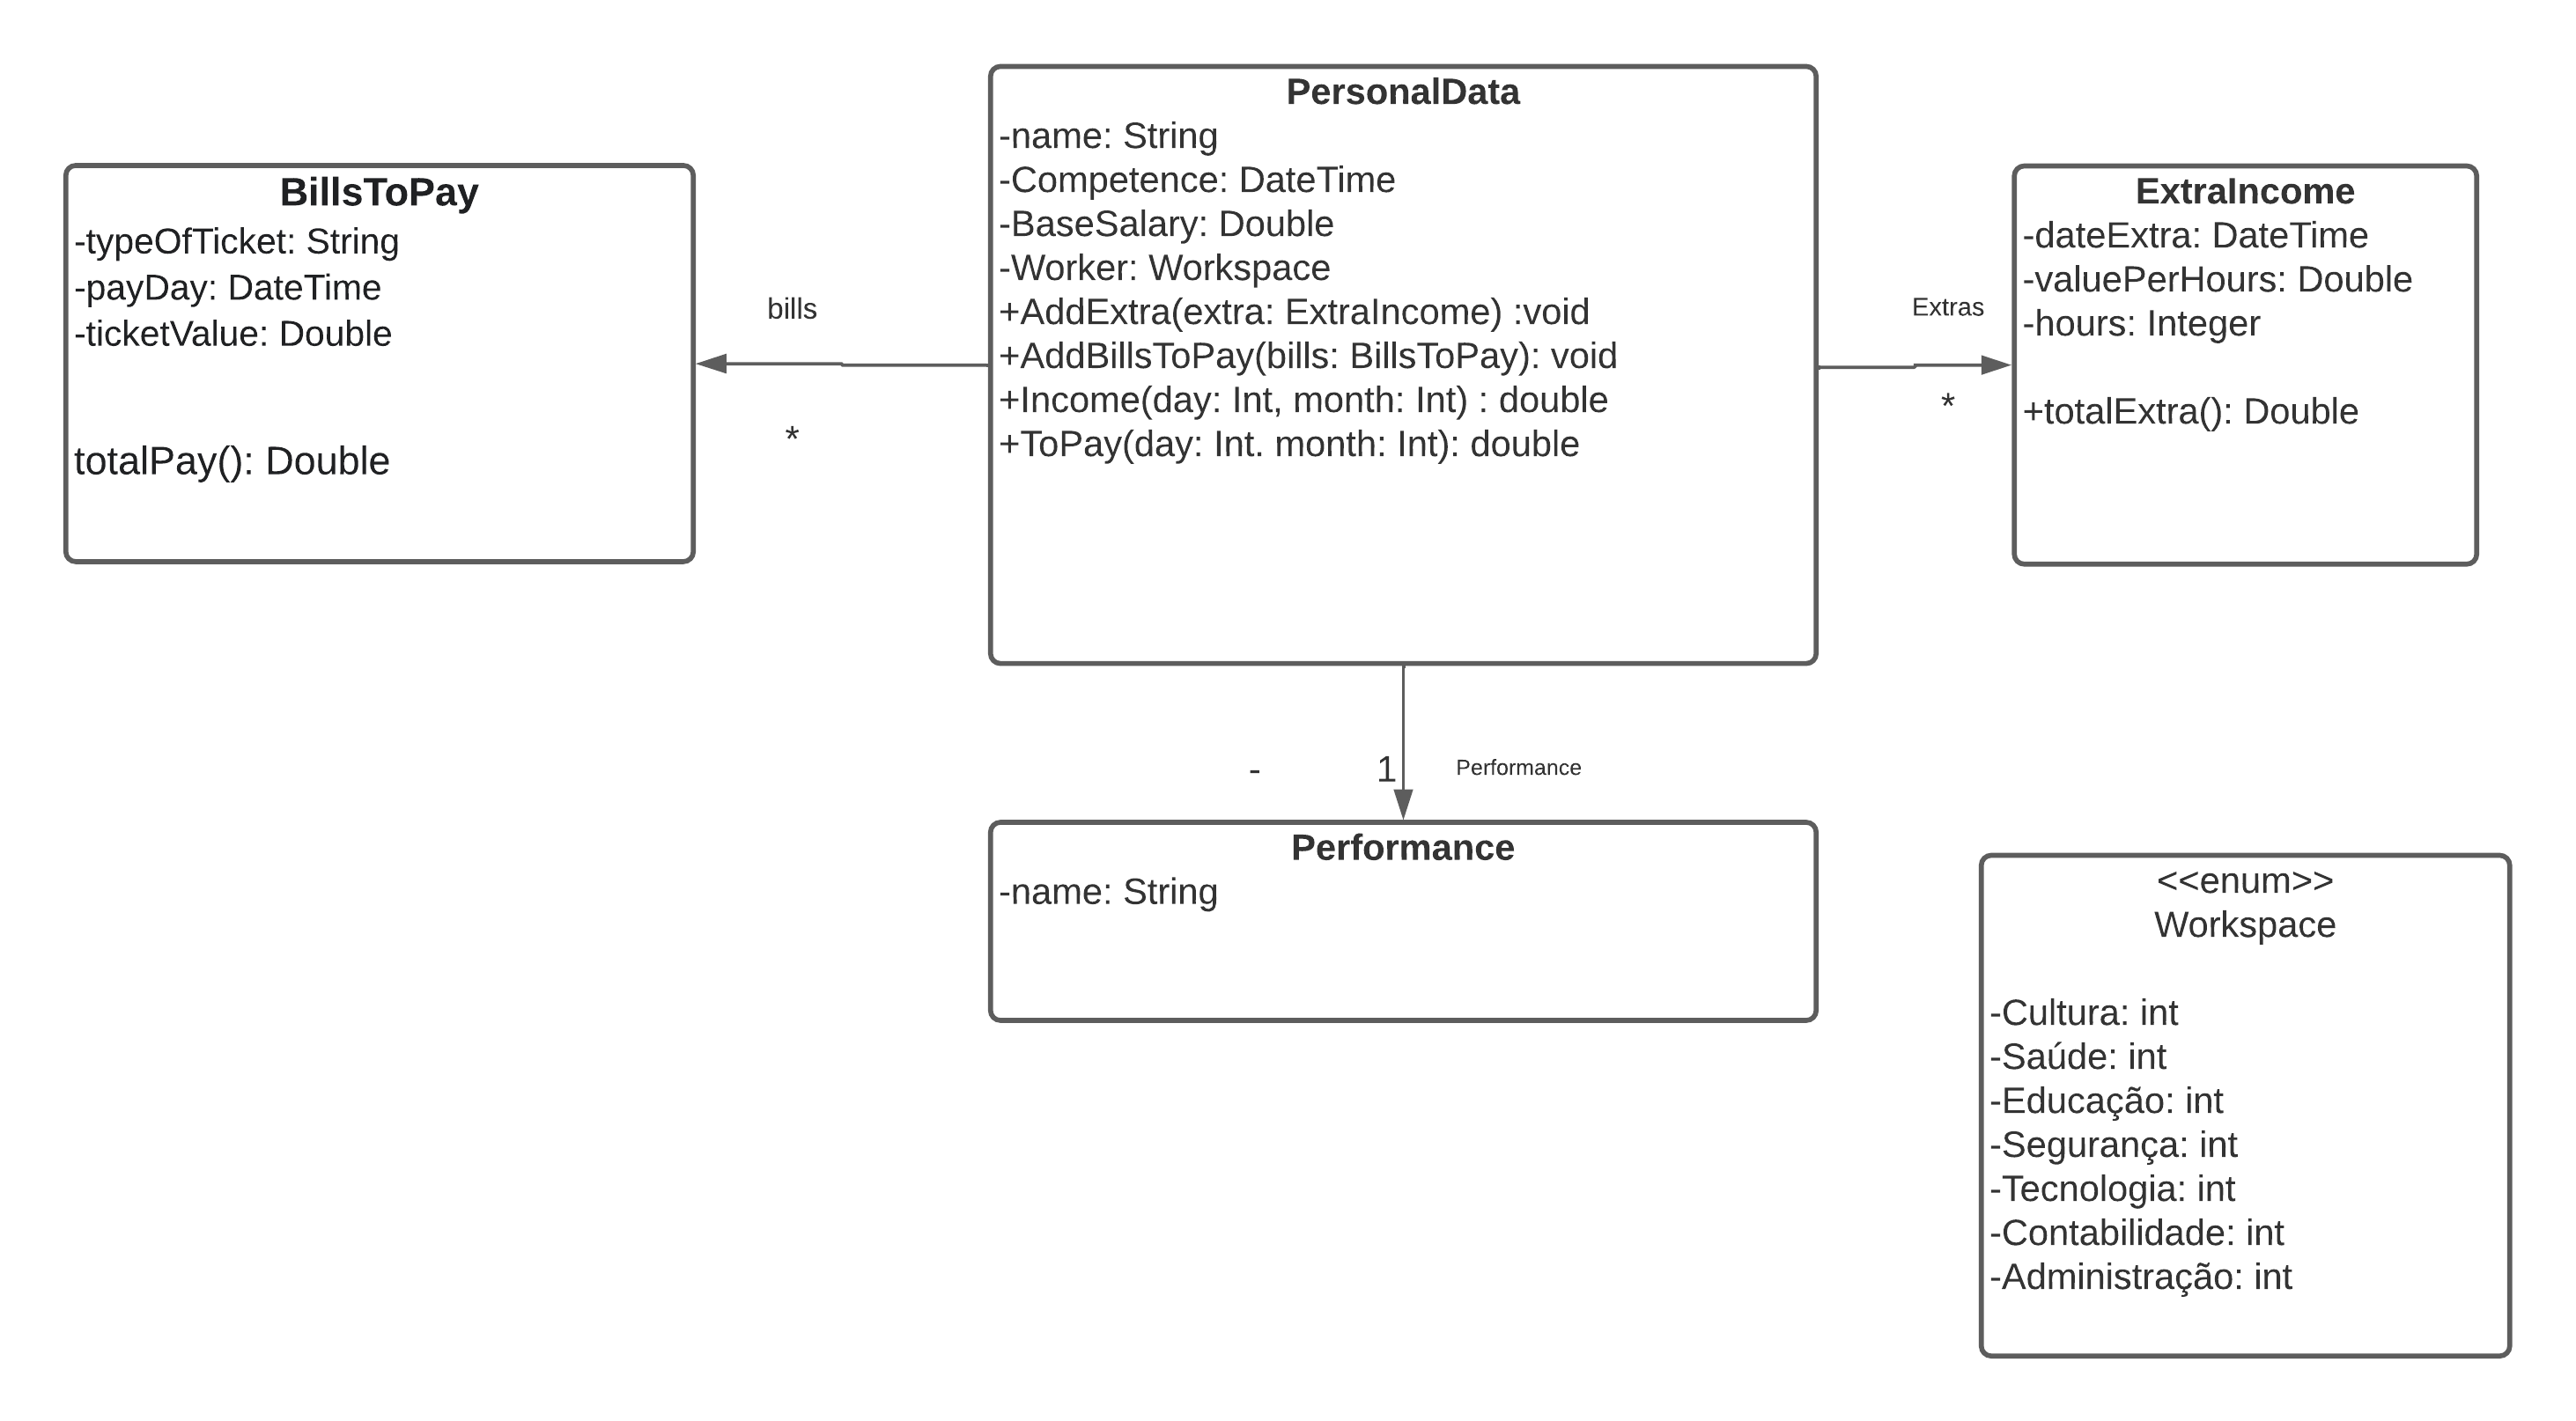 BillsToPay
-typeOfTicket: String
-payDay: DateTime
-ticketValue: Double
totalPay(): Double
bills
*
PersonalData
-name: String
-Competence: DateTime
-BaseSalary: Double
-Worker: Workspace
+AddExtra(extra: ExtraIncome) :void
+AddBillsToPay(bills: BillsToPay): void
+Income(day: Int, month: Int) : double
+ToPay(day: Int. month: Int): double
Extras
*
ExtraIncome
-dateExtra: DateTime
-valuePerHours: Double
-hours: Integer
+totalExtra(): Double
- 1 Performance
Performance
-name: String
<<enum>>
Workspace
-Cultura: int
-Saúde: int
-Educação: int
-Segurança: int
-Tecnologia: int
-Contabilidade: int
-Administração: int